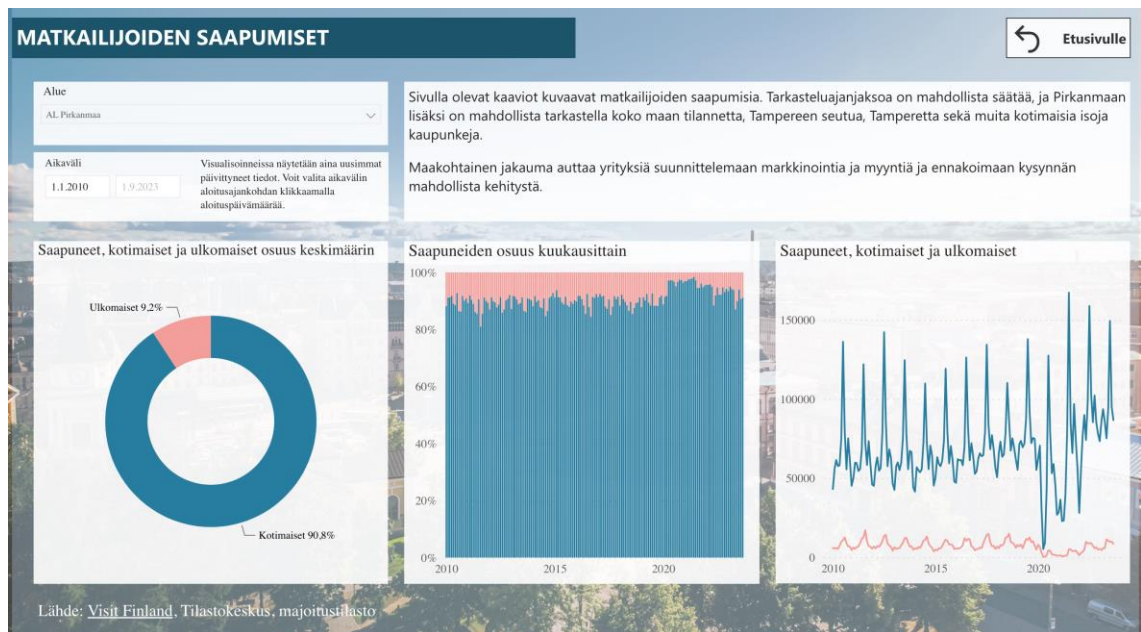 MATKAILIJOIDEN SAAPUMISET
Etusivulle
Alue
AL Pirkanmaa
Aikaväli
1.1.2010
1.9.2023
Visualisoinneissa näytetään aina uusimmat
päivittyneet tiedot. Voit valita aikavälin
aloitusajankohdan klikkaamalla
aloituspäivämäärää.
Sivulla olevat kaaviot kuvaavat matkailijoiden saapumisia. Tarkasteluajanjaksoa on mahdollista säätää, ja Pirkanmaan
lisäksi on mahdollista tarkastella koko maan tilannetta, Tampereen seutua, Tamperetta sekä muita kotimaisia isoja
kaupunkeja.
Maakohtainen jakauma auttaa yrityksiä suunnittelemaan markkinointia ja myyntiä ja ennakoimaan kysynnän
mahdollista kehitystä.
Saapuneet, kotimaiset ja ulkomaiset osuus keskimäärin
Ulkomaiset 9,2%
Kotimaiset 90,8%
Saapuneiden osuus kuukausittain
100%
80%
60%
40%
20%
0%
2010 2015 2020
Saapuneet, kotimaiset ja ulkomaiset
150000
100000
50000
0
2010 2015 2020
Lähde: Visit Finland, Tilastokeskus, majoitustilasto